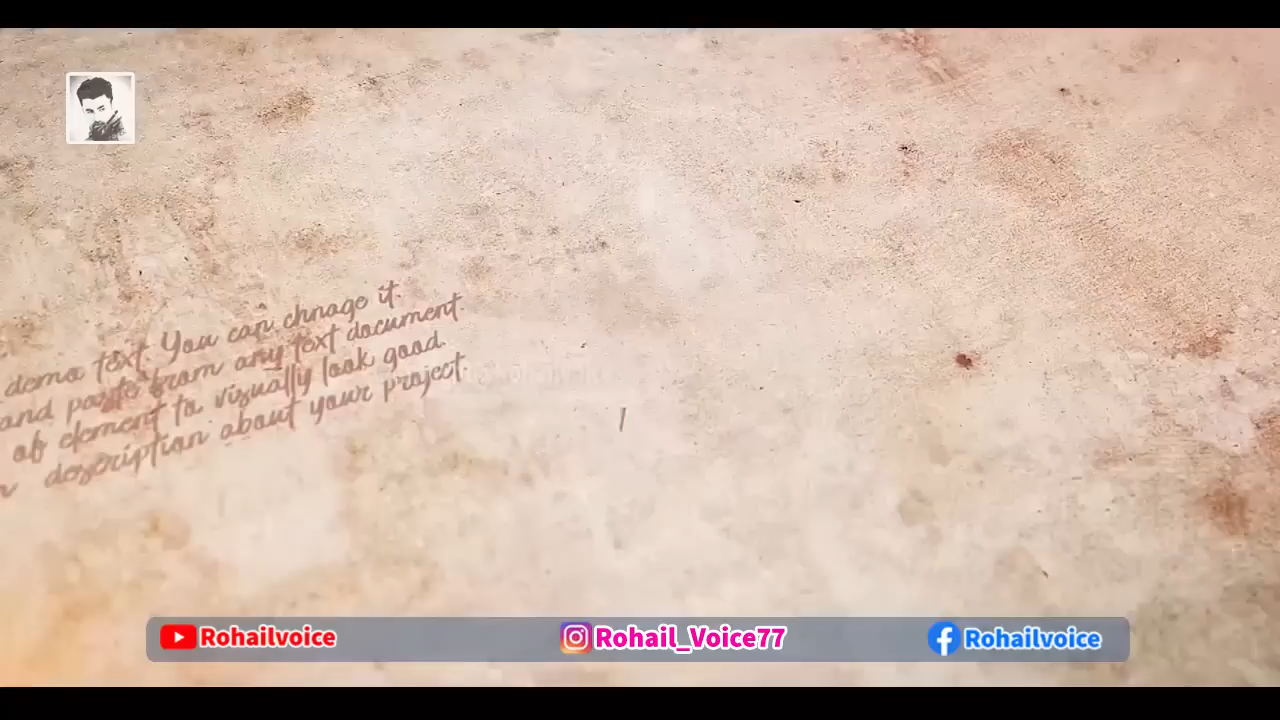 demo text. You can chnage it.
and paste from any text document.
of element to visually look good.
description about your project.
Rohailvoice
Rohail_Voice77
Rohailvoice